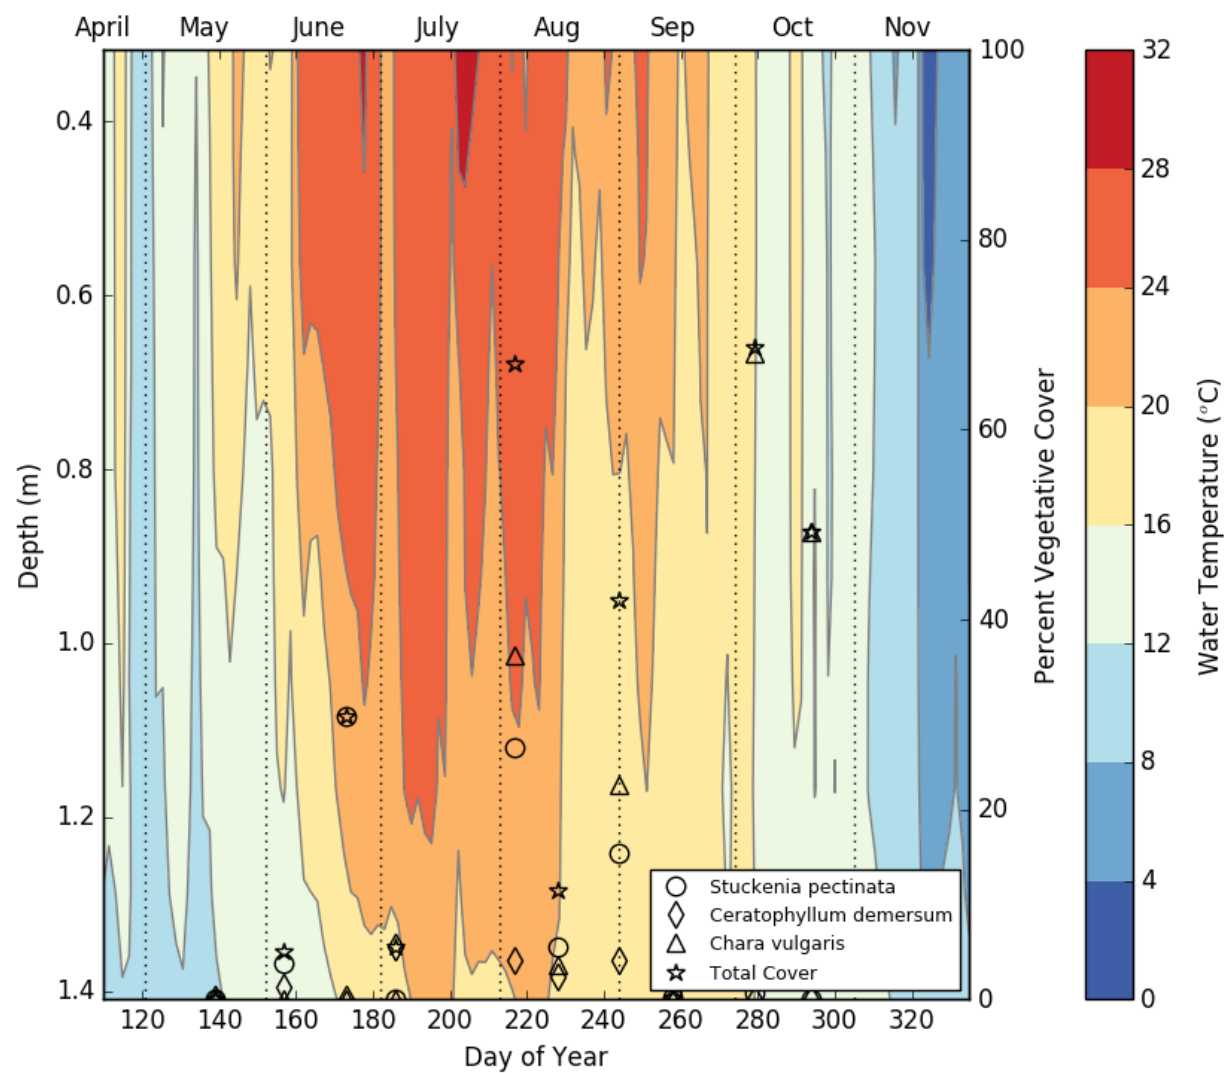 April May June July Aug Sep Oct Nov
0.4
0.6
0.8
1.0
1.2
1.4
Depth (m)
120 140 160 180 200 220 240 260 280 300 320
Day of Year
100
80
60
40
20
0
Percent Vegetative Cover
Stuckenia pectinata
Ceratophyllum demersum
Chara vulgaris
Total Cover
32
28
24
20
16
12
8
4
0
Water Temperature (°C)